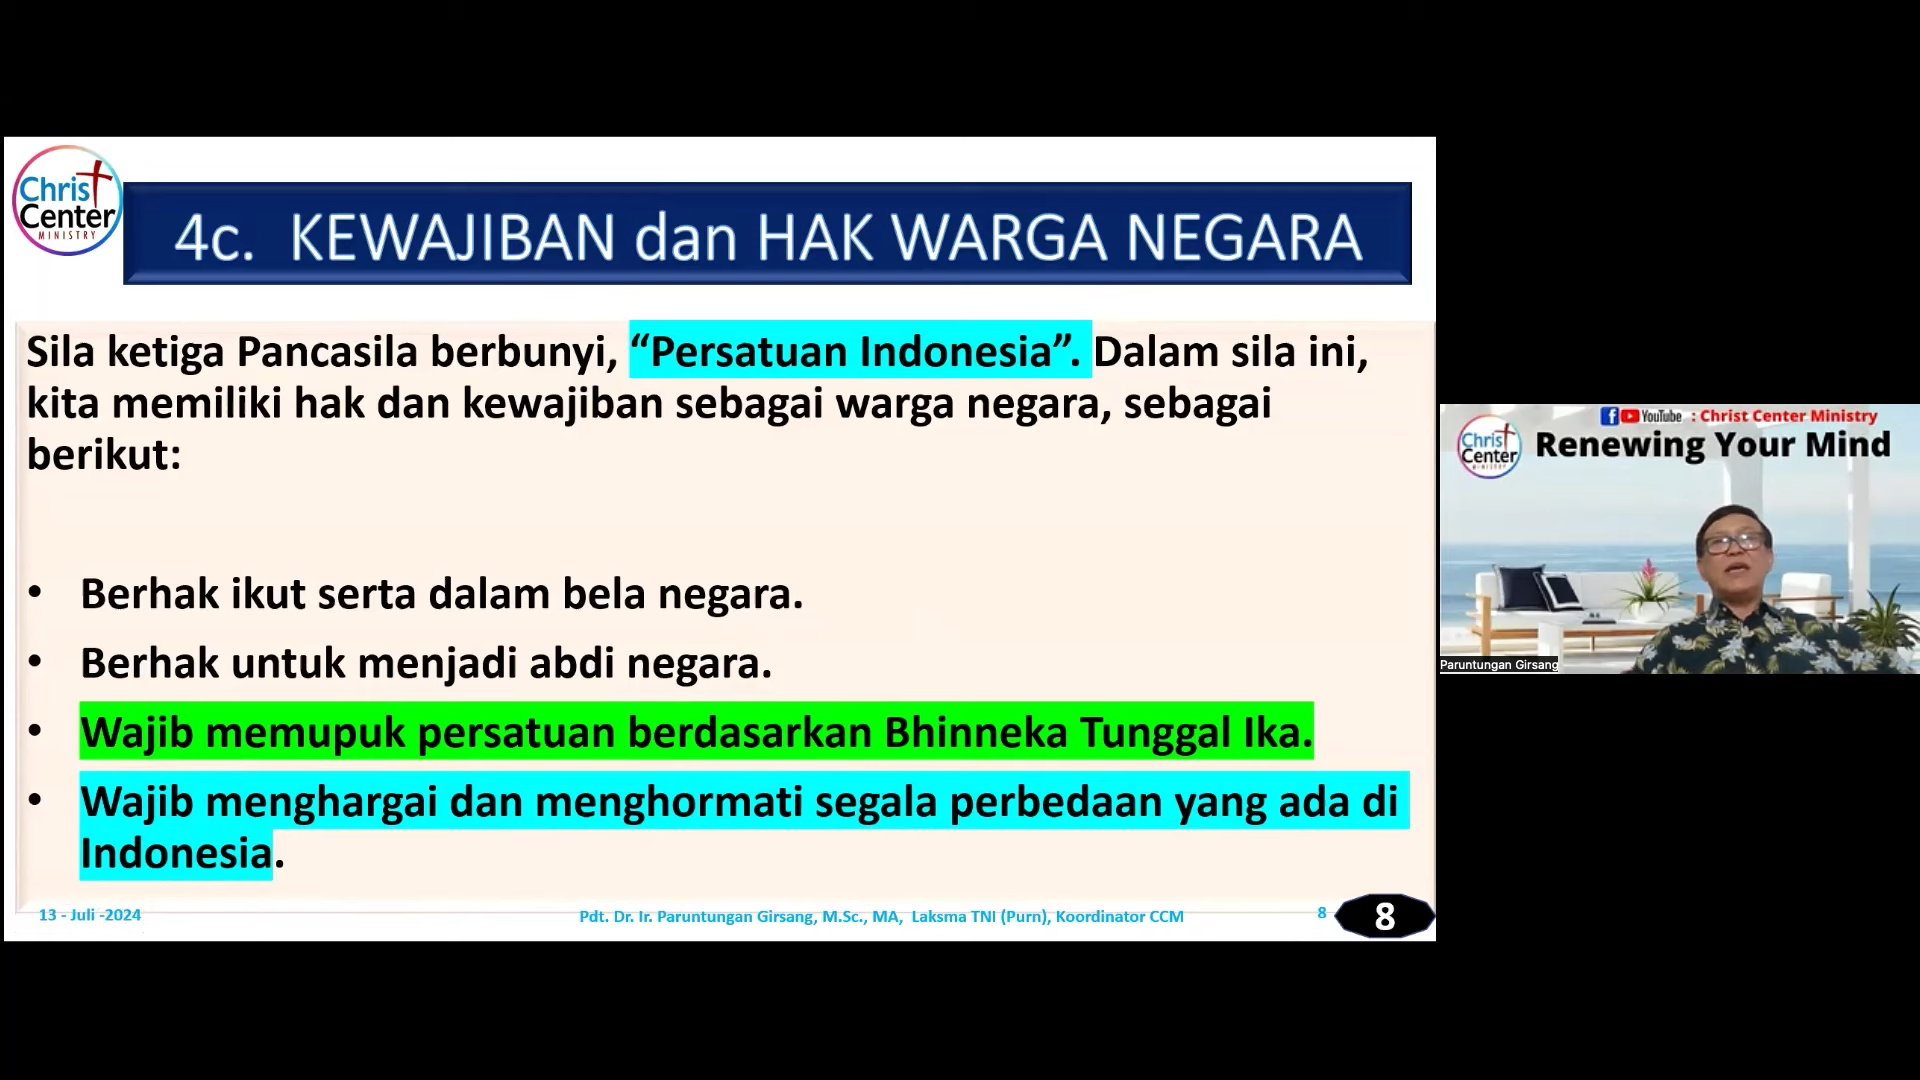 Christ
Center
MINISTRY
4c. KEWAJIBAN dan HAK WARGA NEGARA
Sila ketiga Pancasila berbunyi, “Persatuan Indonesia”. Dalam sila ini,
kita memiliki hak dan kewajiban sebagai warga negara, sebagai
berikut:
• Berhak ikut serta dalam bela negara.
• Berhak untuk menjadi abdi negara.
• Wajib memupuk persatuan berdasarkan Bhinneka Tunggal Ika.
• Wajib menghargai dan menghormati segala perbedaan yang ada di
Indonesia.
13 - Juli -2024
Pdt. Dr. Ir. Paruntungan Girsang, M.Sc., MA, Laksma TNI (Purn), Koordinator CCM
8
8
YouTube : Christ Center Ministry
Christ
Center
MINISTRY
Renewing Your Mind
Paruntungan Girsang